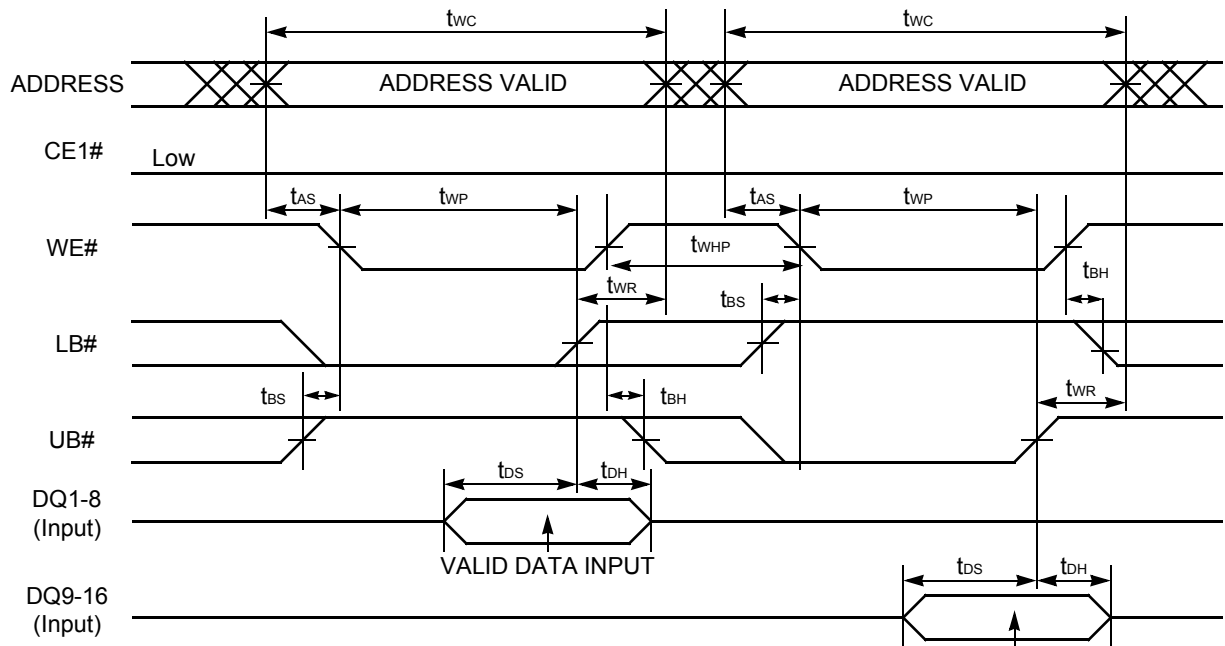 tWC tWC
ADDRESS ADDRESS VALID ADDRESS VALID
CE1# Low
tAS tWP tAS tWP
WE#
tWHP
tBH
tWR tBS
LB#
tBS tBH tWR
UB#
tDS tDH
DQ1-8
(Input)
VALID DATA INPUT
tDS tDH
DQ9-16
(Input)